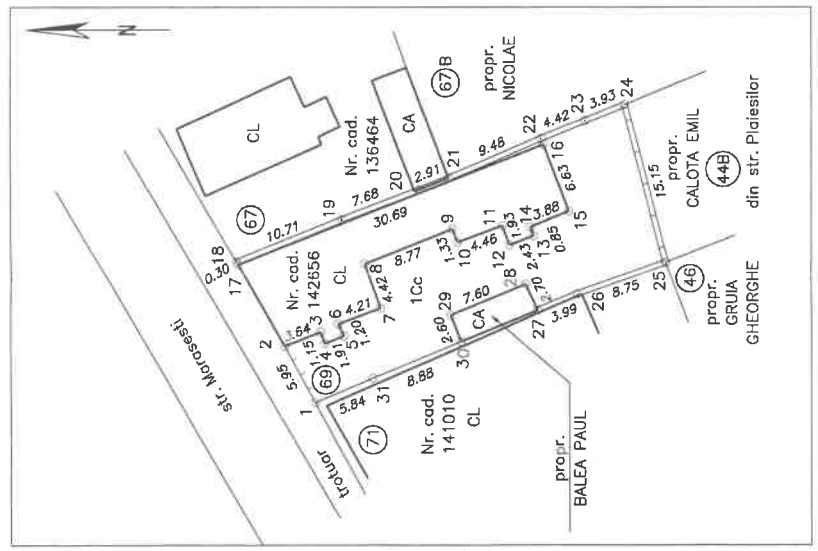 N
str. Marasesti
trotuar
67
CL
Nr. cad.
136464
CA
67B
propr.
NICOLAE
18
17
0.30
10.71
19
7.68
20
2.91
21
9.48
22
4.42
23
3.93
24
30.69
16
6.63
15
3.88
14
0.85
13
2.43
1.93
12
11
4.46
10
1.33
9
8.77
8
4.42
7
4.21
6
1.20
5
1.91
4
1.15
3
3.64
2
5.95
1
Nr. cad.
142656
CL
1Cc
69
5.84
31
8.88
30
2.60
29
7.60
28
2.70
27
CA
3.99
26
8.75
25
15.15
71
Nr. cad.
141010
CL
propr.
BALEA PAUL
46
propr.
GRUIA
GHEORGHE
propr.
CALOTA EMIL
44B
din str. Plaiesilor